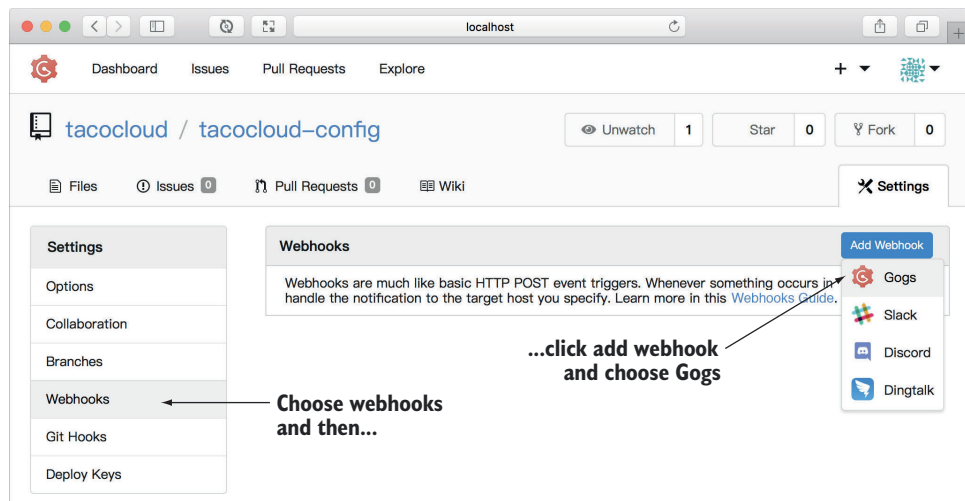 localhost
Dashboard Issues Pull Requests Explore
tacocloud / tacocloud-config
Unwatch 1 Star 0 Fork 0
Files Issues 0 Pull Requests 0 Wiki Settings
Settings
Options
Collaboration
Branches
Webhooks
Git Hooks
Deploy Keys
Webhooks
Add Webhook
Webhooks are much like basic HTTP POST event triggers. Whenever something occurs in
handle the notification to the target host you specify. Learn more in this Webhooks Guide.
Gogs
Slack
Discord
Dingtalk
...click add webhook
and choose Gogs
Choose webhooks
and then...